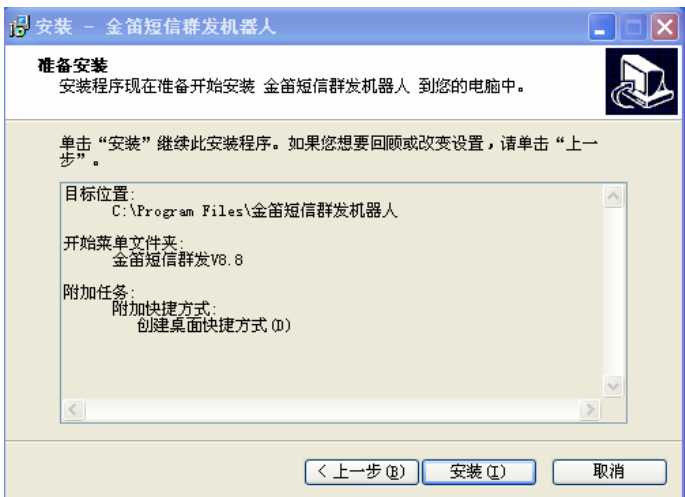 安装 - 金笛短信群发机器人
准备安装
安装程序现在准备开始安装 金笛短信群发机器人 到您的电脑中。
单击“安装”继续此安装程序。如果您想要回顾或改变设置，请单击“上一
步”。
目标位置:
C:\Program Files\金笛短信群发机器人
开始菜单文件夹:
金笛短信群发V8.8
附加任务:
附加快捷方式:
创建桌面快捷方式(D)
< 上一步(B)
安装(I)
取消